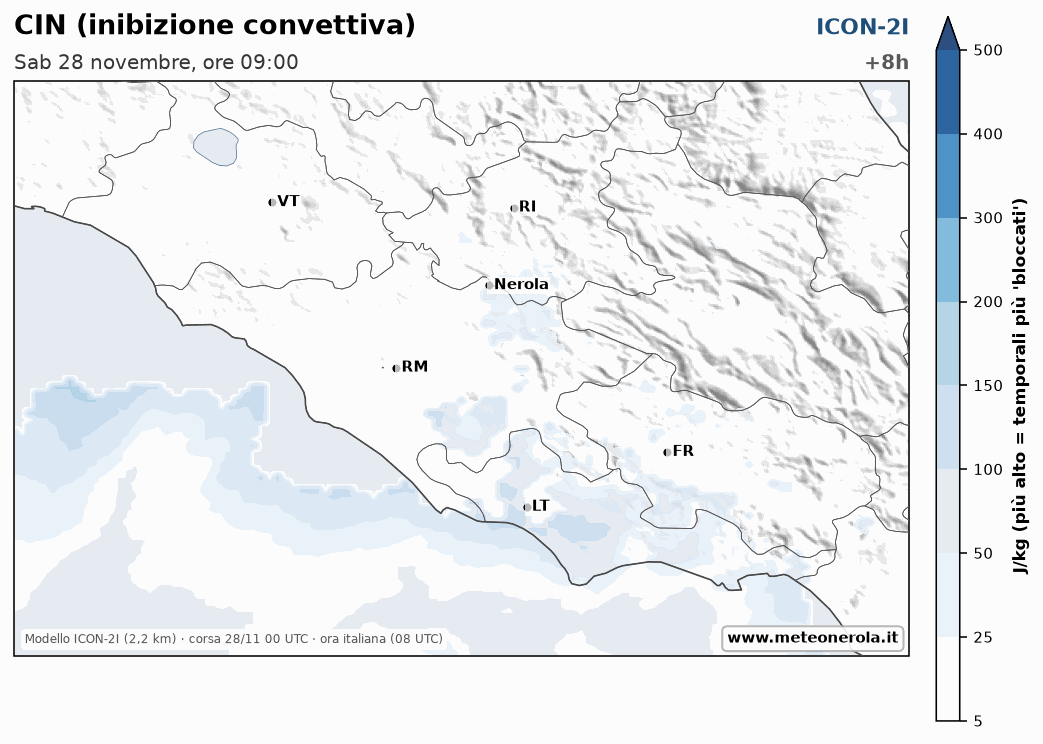 CIN (inibizione convettiva)
ICON-2I
Sab 28 novembre, ore 09:00
+8h
VT
RI
Nerola
RM
FR
LT
Modello ICON-2I (2,2 km) · corsa 28/11 00 UTC · ora italiana (08 UTC)
www.meteonerola.it
500
400
300
200
150
100
50
25
5
J/kg (più alto = temporali più 'bloccati')